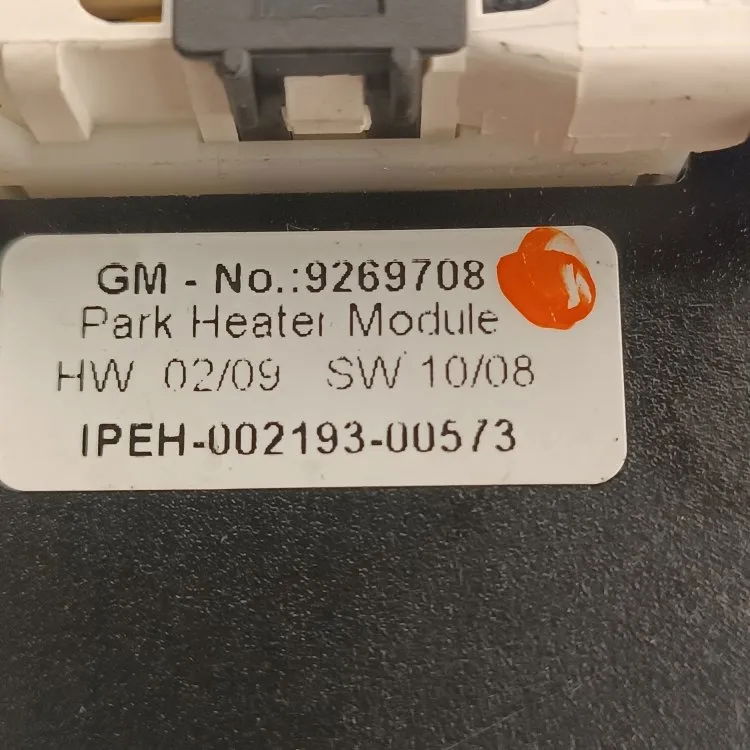 GM - No.:9269708
Park Heater Module
HW 02/09 SW 10/08
IPEH-002193-00573